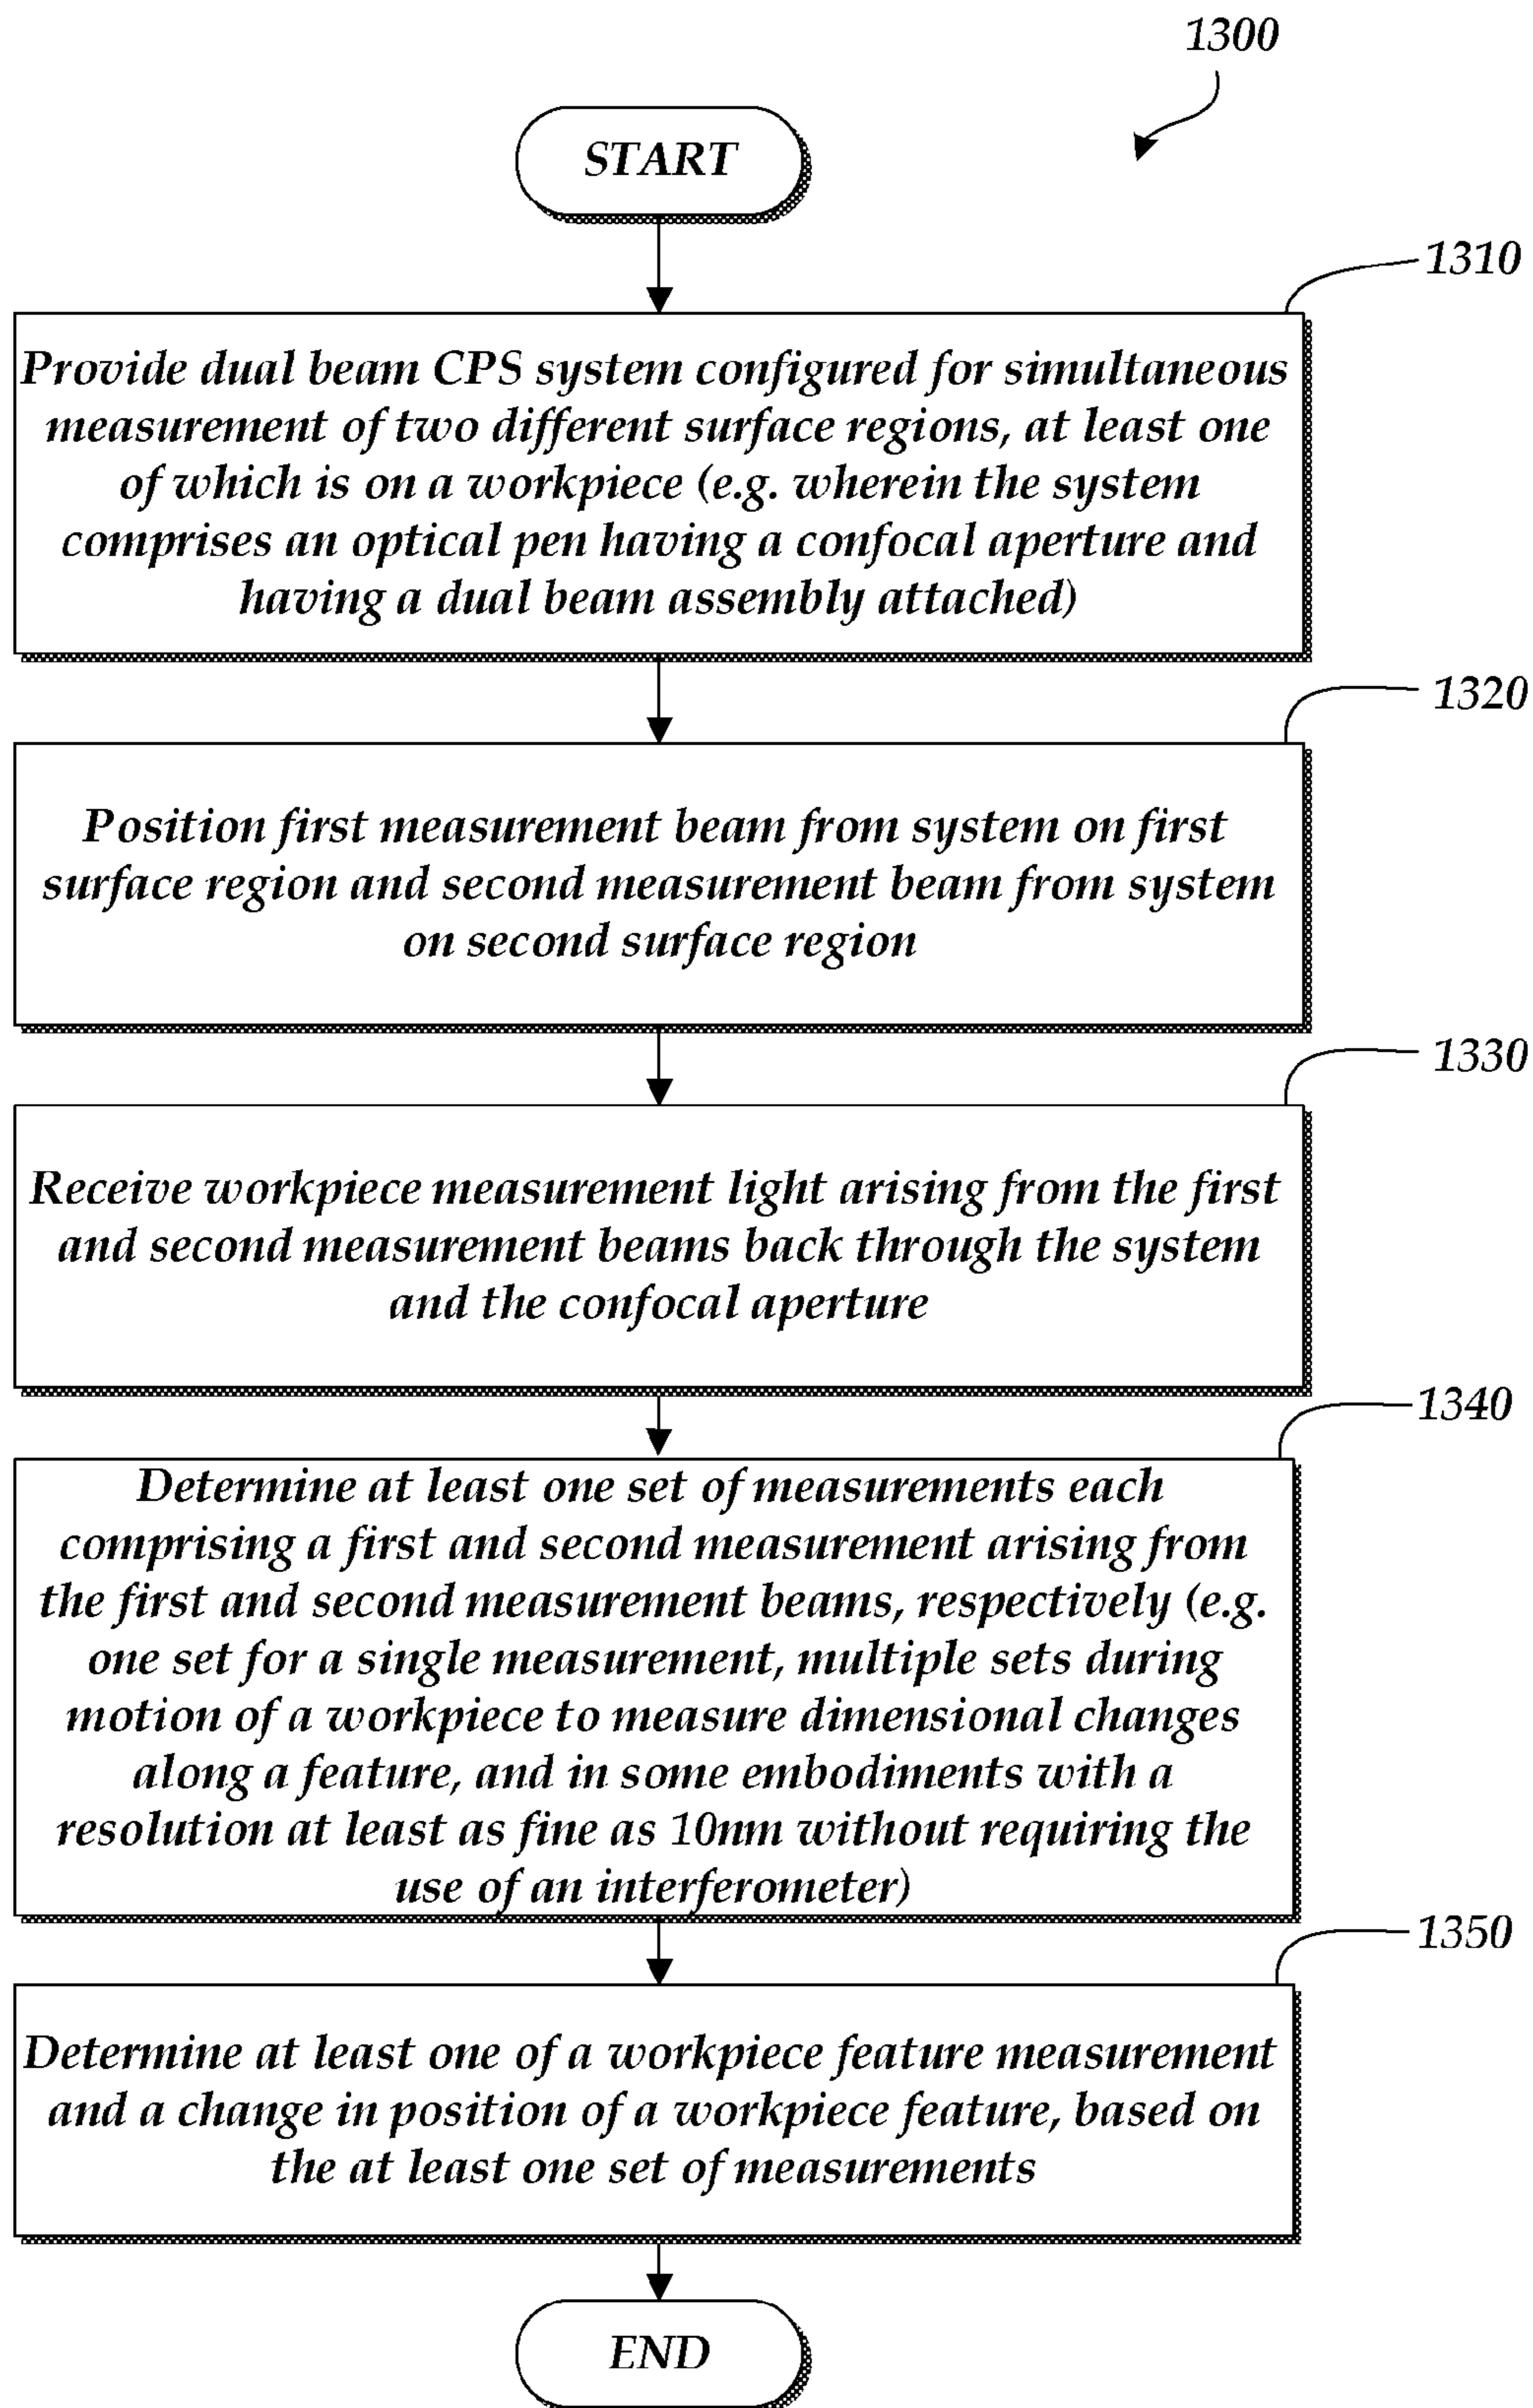 1300
START
1310
Provide dual beam CPS system configured for simultaneous
measurement of two different surface regions, at least one
of which is on a workpiece (e.g. wherein the system
comprises an optical pen having a confocal aperture and
having a dual beam assembly attached)
1320
Position first measurement beam from system on first
surface region and second measurement beam from system
on second surface region
1330
Receive workpiece measurement light arising from the first
and second measurement beams back through the system
and the confocal aperture
1340
Determine at least one set of measurements each
comprising a first and second measurement arising from
the first and second measurement beams, respectively (e.g.
one set for a single measurement, multiple sets during
motion of a workpiece to measure dimensional changes
along a feature, and in some embodiments with a
resolution at least as fine as 10nm without requiring the
use of an interferometer)
1350
Determine at least one of a workpiece feature measurement
and a change in position of a workpiece feature, based on
the at least one set of measurements
END